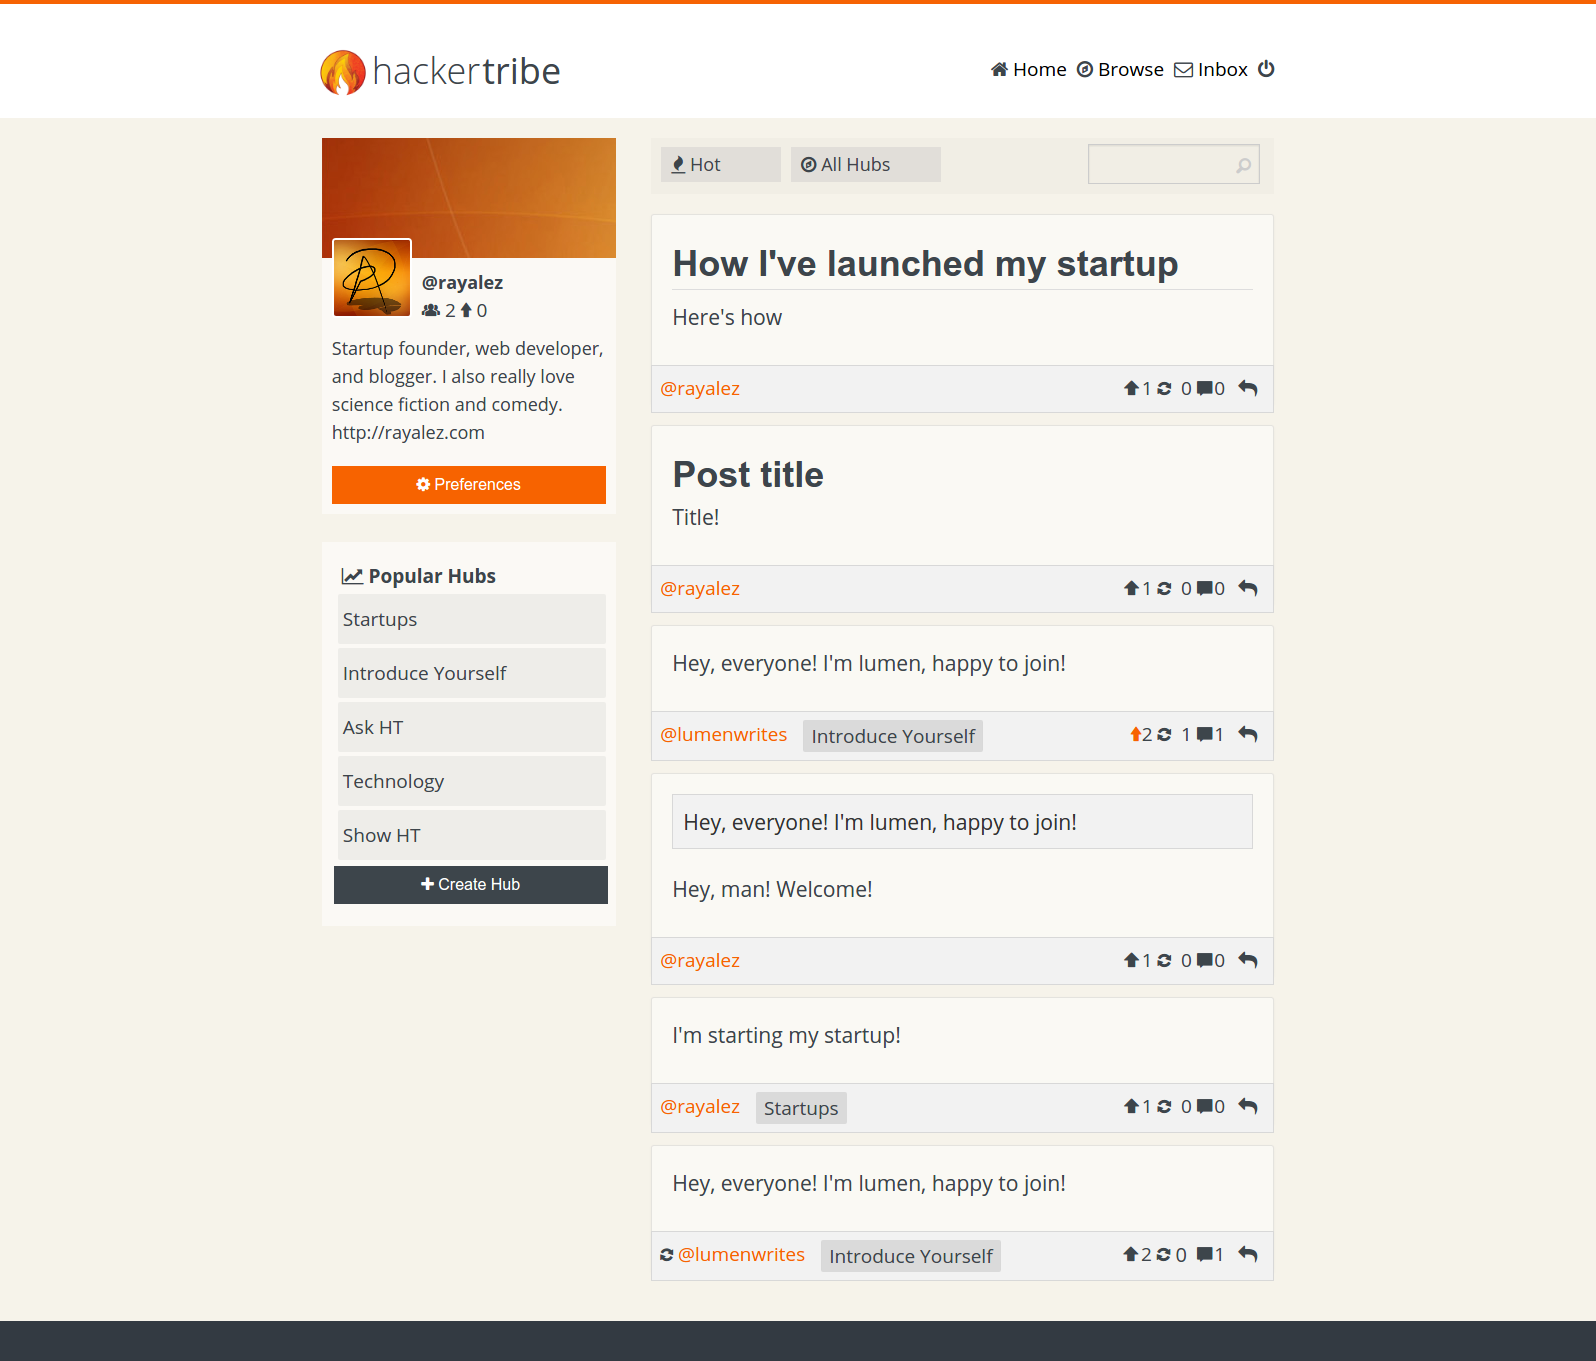 hackertribe
Home Browse Inbox
@rayalez
2 0
Startup founder, web developer,
and blogger. I also really love
science fiction and comedy.
http://rayalez.com
Preferences
Popular Hubs
Startups
Introduce Yourself
Ask HT
Technology
Show HT
Create Hub
Hot All Hubs
How I've launched my startup
Here's how
@rayalez 1 0 0
Post title
Title!
@rayalez 1 0 0
Hey, everyone! I'm lumen, happy to join!
@lumenwrites Introduce Yourself 2 1 1
Hey, everyone! I'm lumen, happy to join!
Hey, man! Welcome!
@rayalez 1 0 0
I'm starting my startup!
@rayalez Startups 1 0 0
Hey, everyone! I'm lumen, happy to join!
@lumenwrites Introduce Yourself 2 0 1